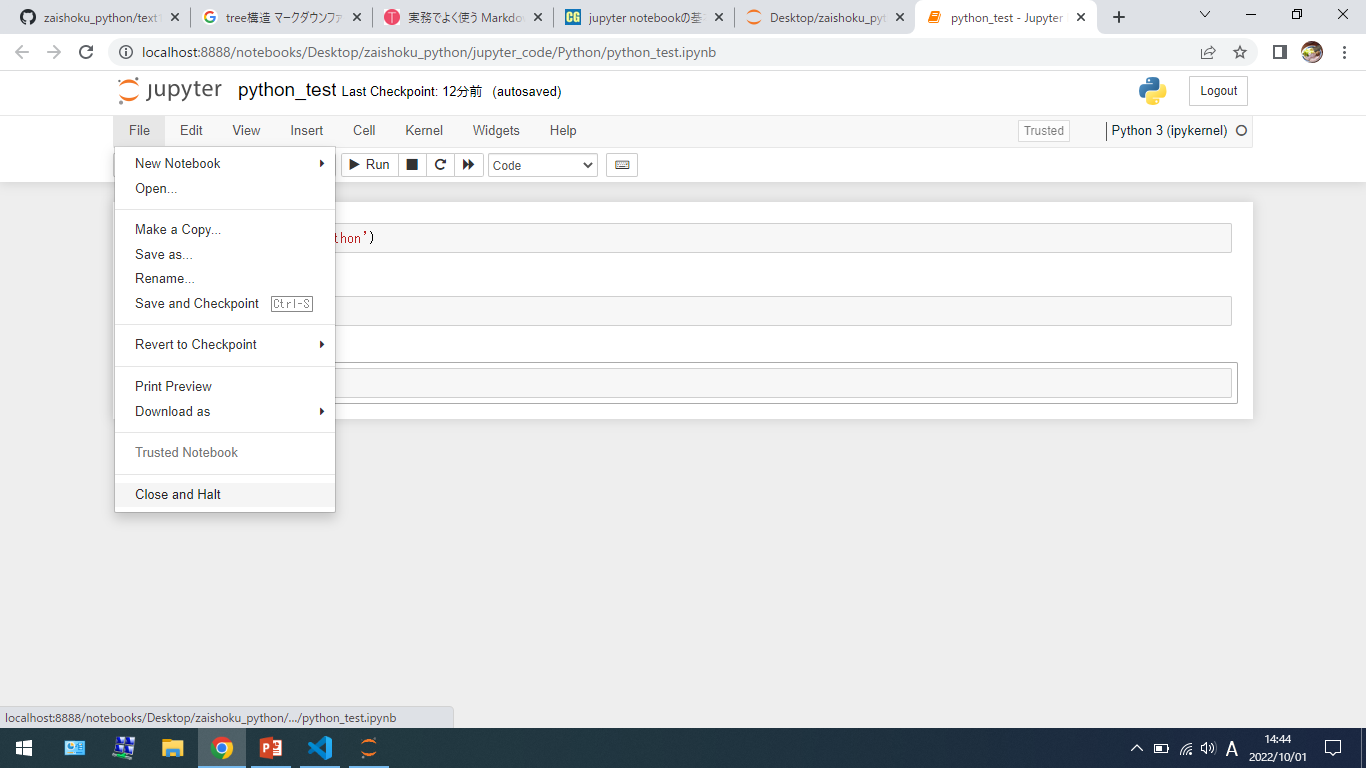 zaishoku_python/text
tree構造 マークダウンファ
実務でよく使う Markdo
jupyter notebookの基
Desktop/zaishoku_pyt
python_test - Jupyter
localhost:8888/notebooks/Desktop/zaishoku_python/jupyter_code/Python/python_test.ipynb
jupyter python_test Last Checkpoint: 12分前 (autosaved)
Logout
File Edit View Insert Cell Kernel Widgets Help
Trusted
Python 3 (ipykernel)
New Notebook
Run
Code
Open...
Make a Copy...
thon')
Save as...
Rename...
Save and Checkpoint Ctrl-S
Revert to Checkpoint
Print Preview
Download as
Trusted Notebook
Close and Halt
localhost:8888/notebooks/Desktop/zaishoku_python/.../python_test.ipynb
A
14:44
2022/10/01